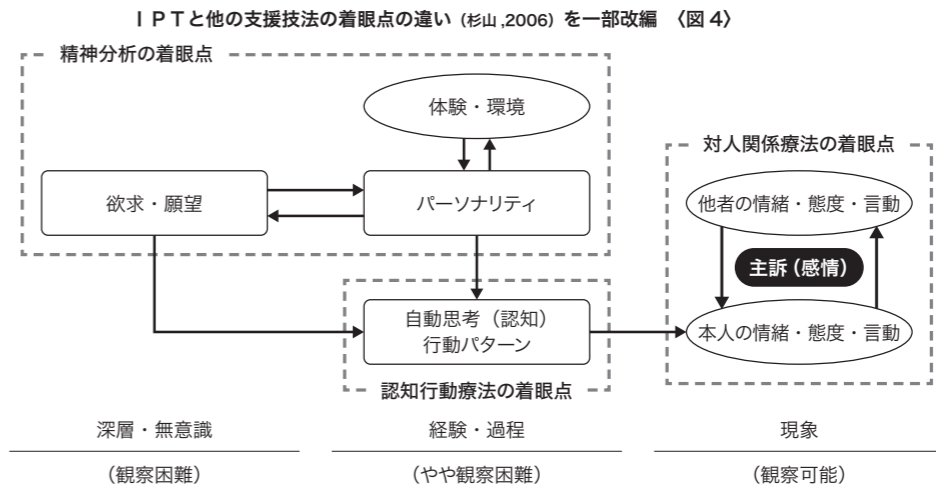 ＩＰＴと他の支援技法の着眼点の違い（杉山,2006）を一部改編 〈図4〉
精神分析の着眼点
体験・環境
対人関係療法の着眼点
欲求・願望
パーソナリティ
他者の情緒・態度・言動
主訴（感情）
自動思考（認知）
行動パターン
本人の情緒・態度・言動
認知行動療法の着眼点
深層・無意識
経験・過程
現象
（観察困難）
（やや観察困難）
（観察可能）